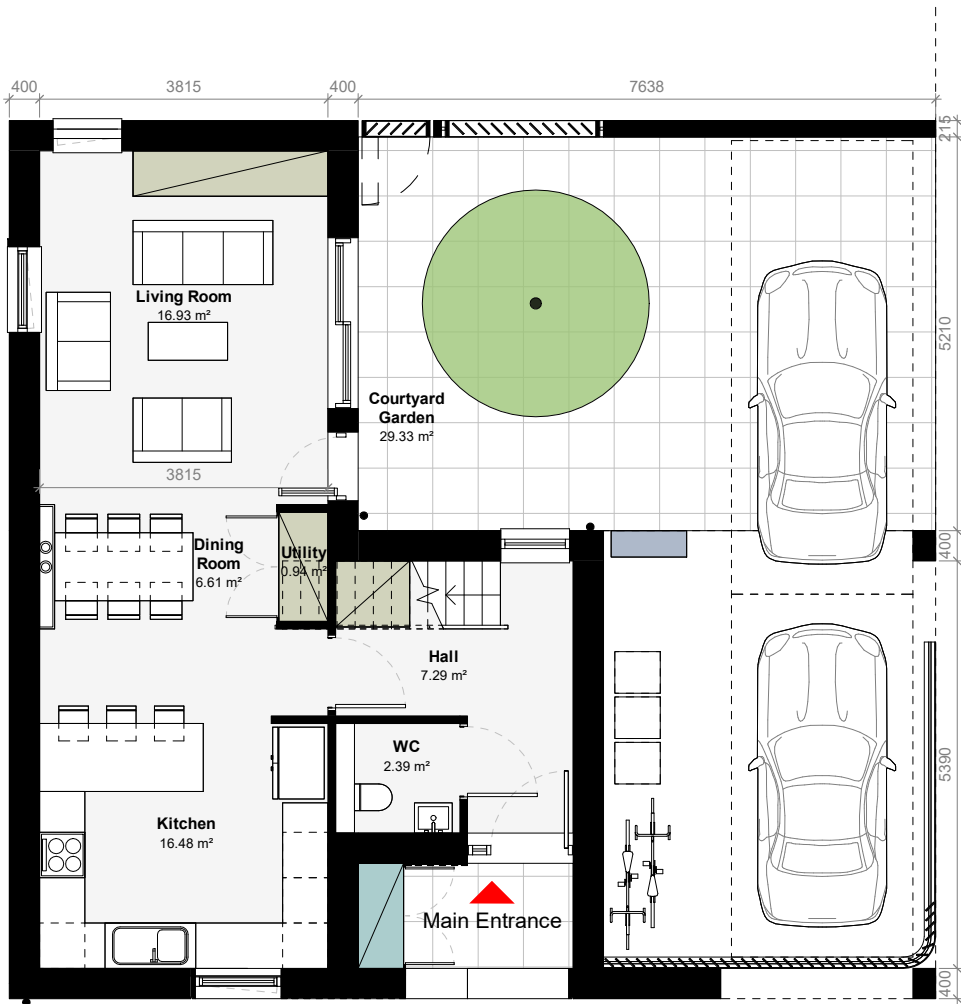 400
3815
400
7638
215
Living Room
16.93 m²
5210
Courtyard
Garden
29.33 m²
3815
Dining
Room
6.61 m²
Utility
0.94 m²
400
Hall
7.29 m²
WC
2.39 m²
5390
Kitchen
16.48 m²
Main Entrance
400